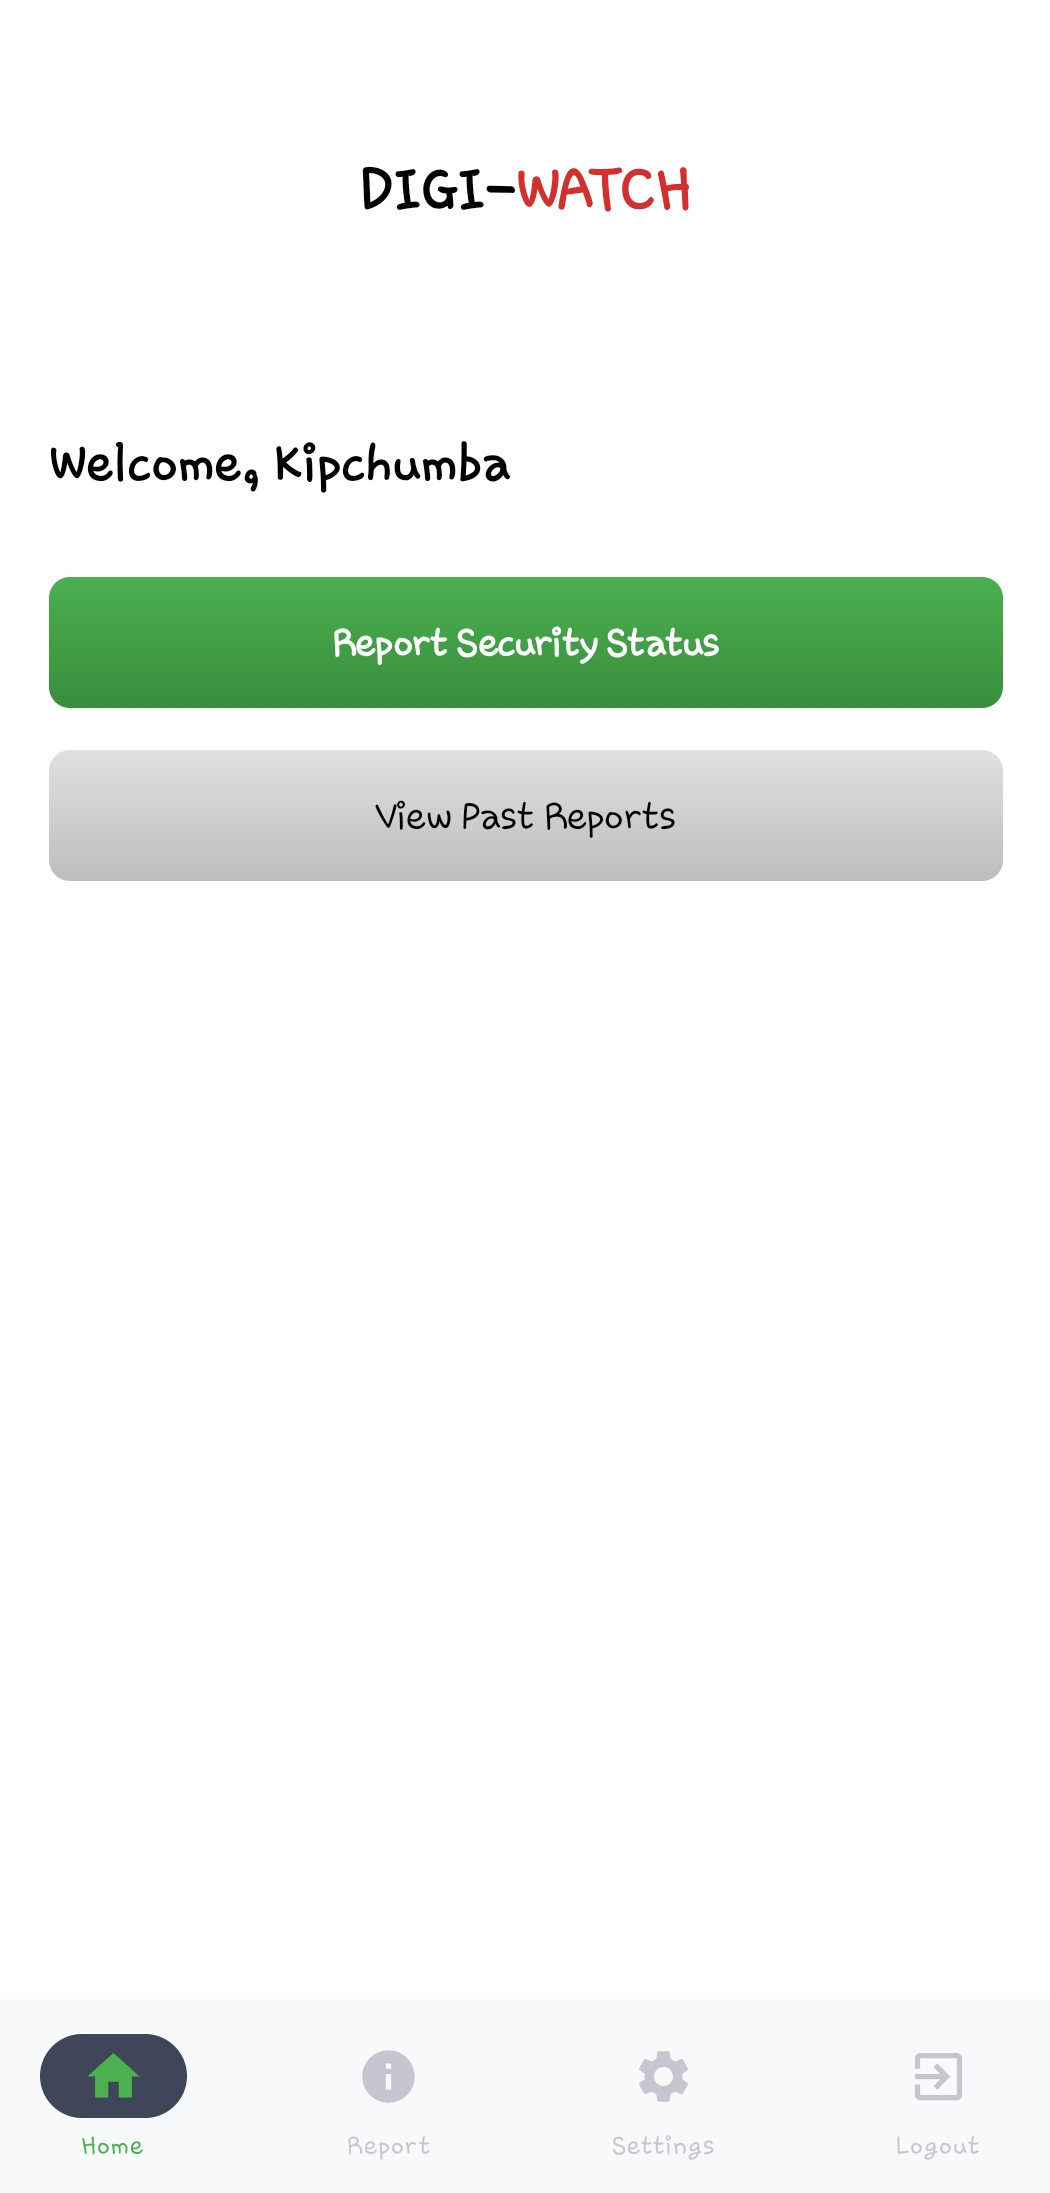 DIGI-WATCH
Welcome, Kipchumba
Report Security Status
View Past Reports
Home
Report
Settings
Logout